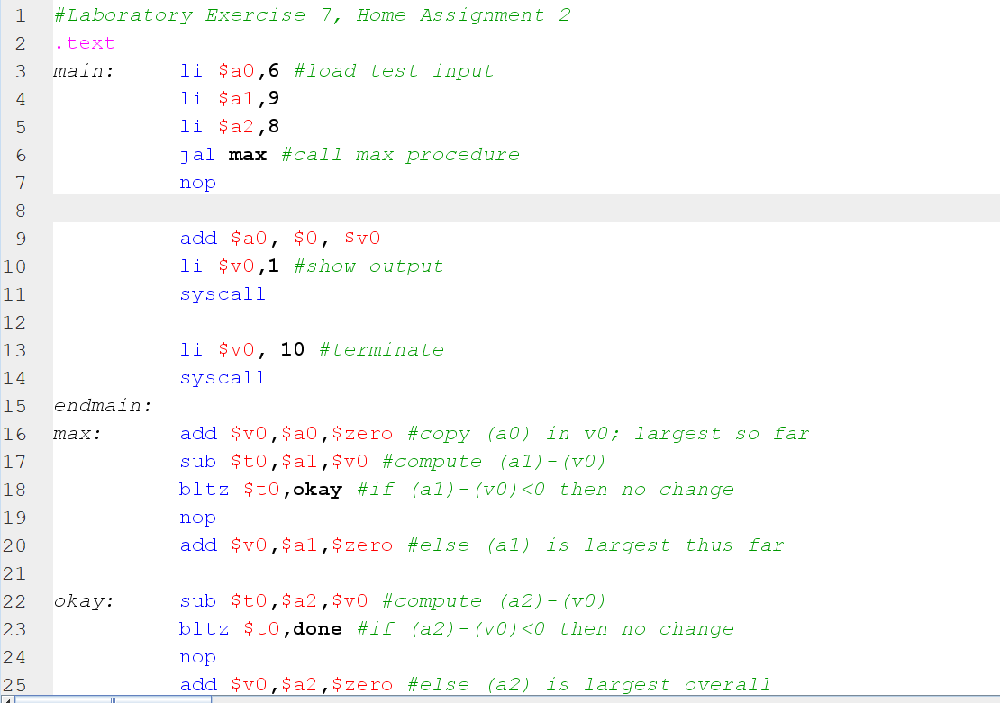 1 #Laboratory Exercise 7, Home Assignment 2
2 .text
3 main: li $a0,6 #load test input
4 li $a1,9
5 li $a2,8
6 jal max #call max procedure
7 nop
8
9 add $a0, $0, $v0
10 li $v0,1 #show output
11 syscall
12
13 li $v0, 10 #terminate
14 syscall
15 endmain:
16 max: add $v0,$a0,$zero #copy (a0) in v0; largest so far
17 sub $t0,$a1,$v0 #compute (a1)-(v0)
18 bltz $t0,okay #if (a1)-(v0)<0 then no change
19 nop
20 add $v0,$a1,$zero #else (a1) is largest thus far
21
22 okay: sub $t0,$a2,$v0 #compute (a2)-(v0)
23 bltz $t0,done #if (a2)-(v0)<0 then no change
24 nop
25 add $v0,$a2,$zero #else (a2) is largest overall